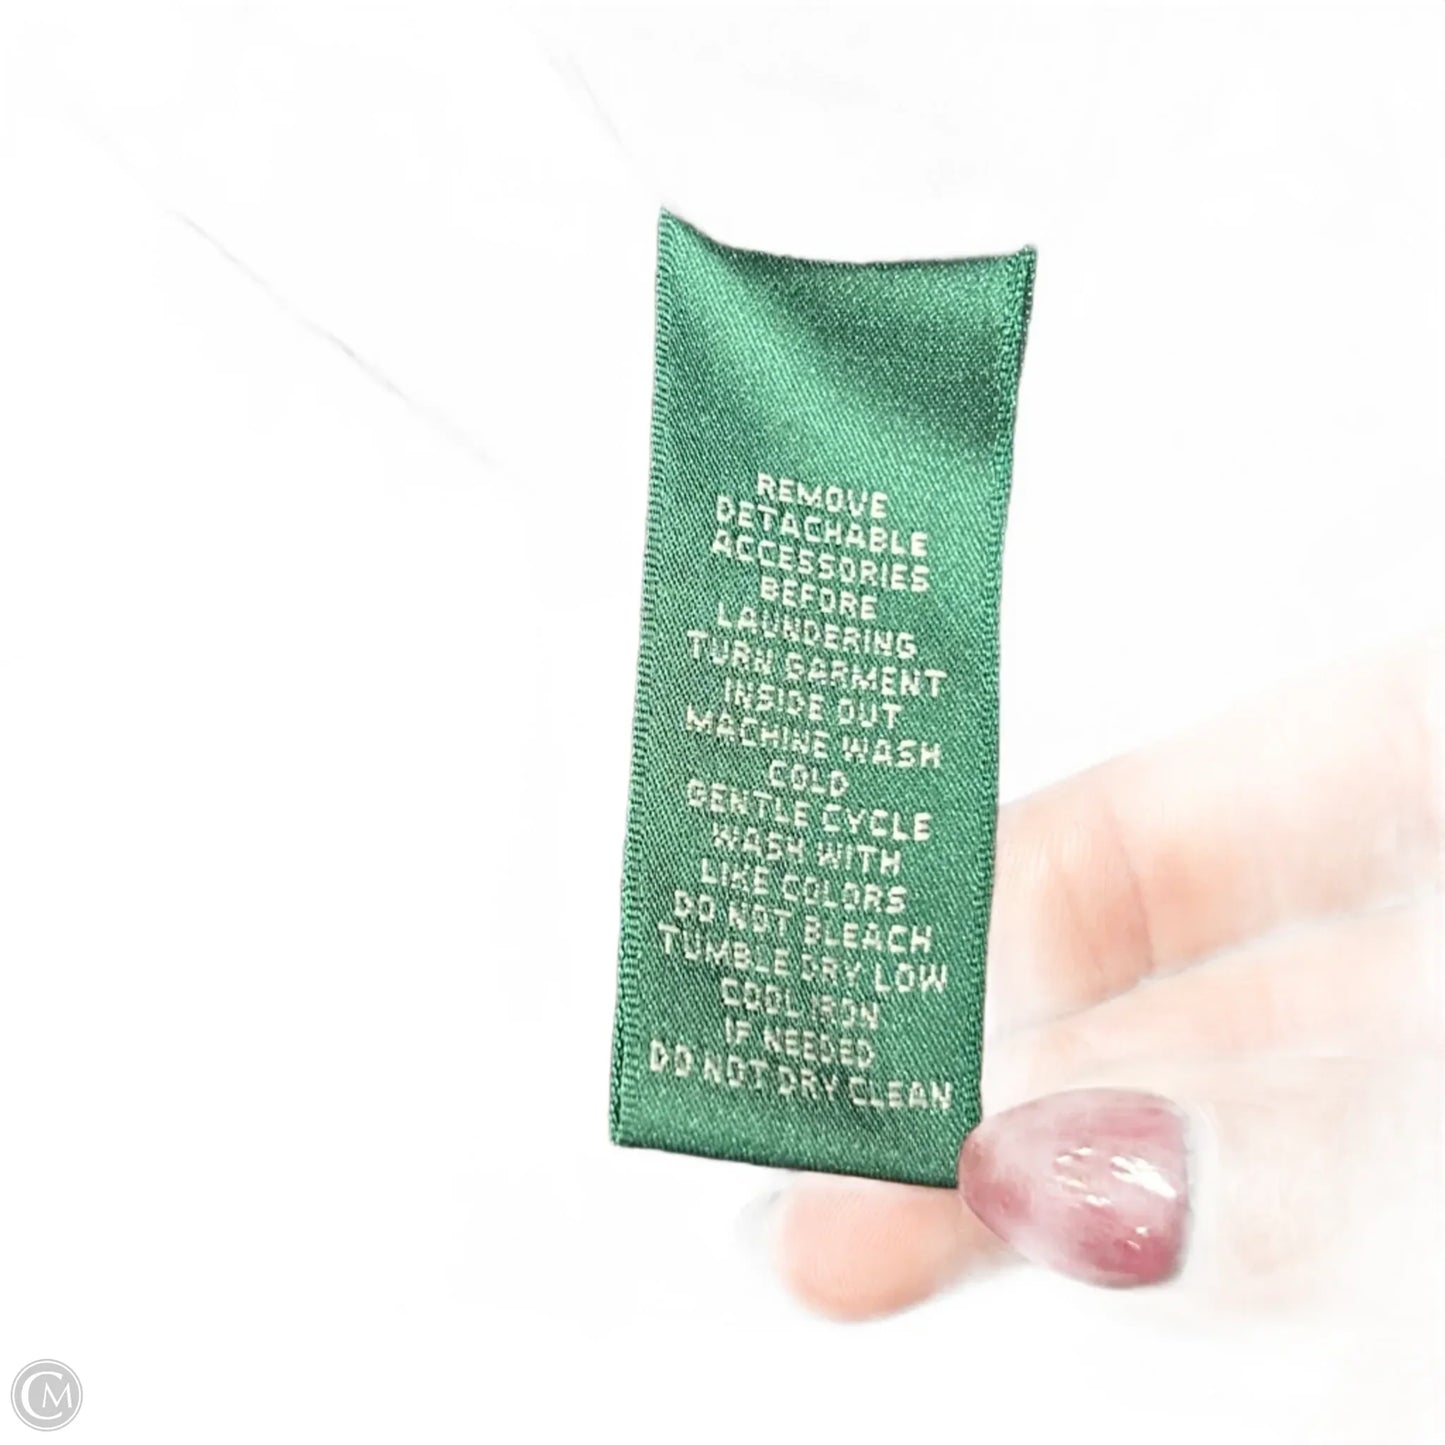 REMOVE
DETACHABLE
ACCESSORIES
BEFORE
LAUNDERING
TURN GARMENT
INSIDE OUT
MACHINE WASH
COLD
GENTLE CYCLE
WASH WITH
LIKE COLORS
DO NOT BLEACH
TUMBLE DRY LOW
COOL IRON
IF NEEDED
DO NOT DRY CLEAN
CM